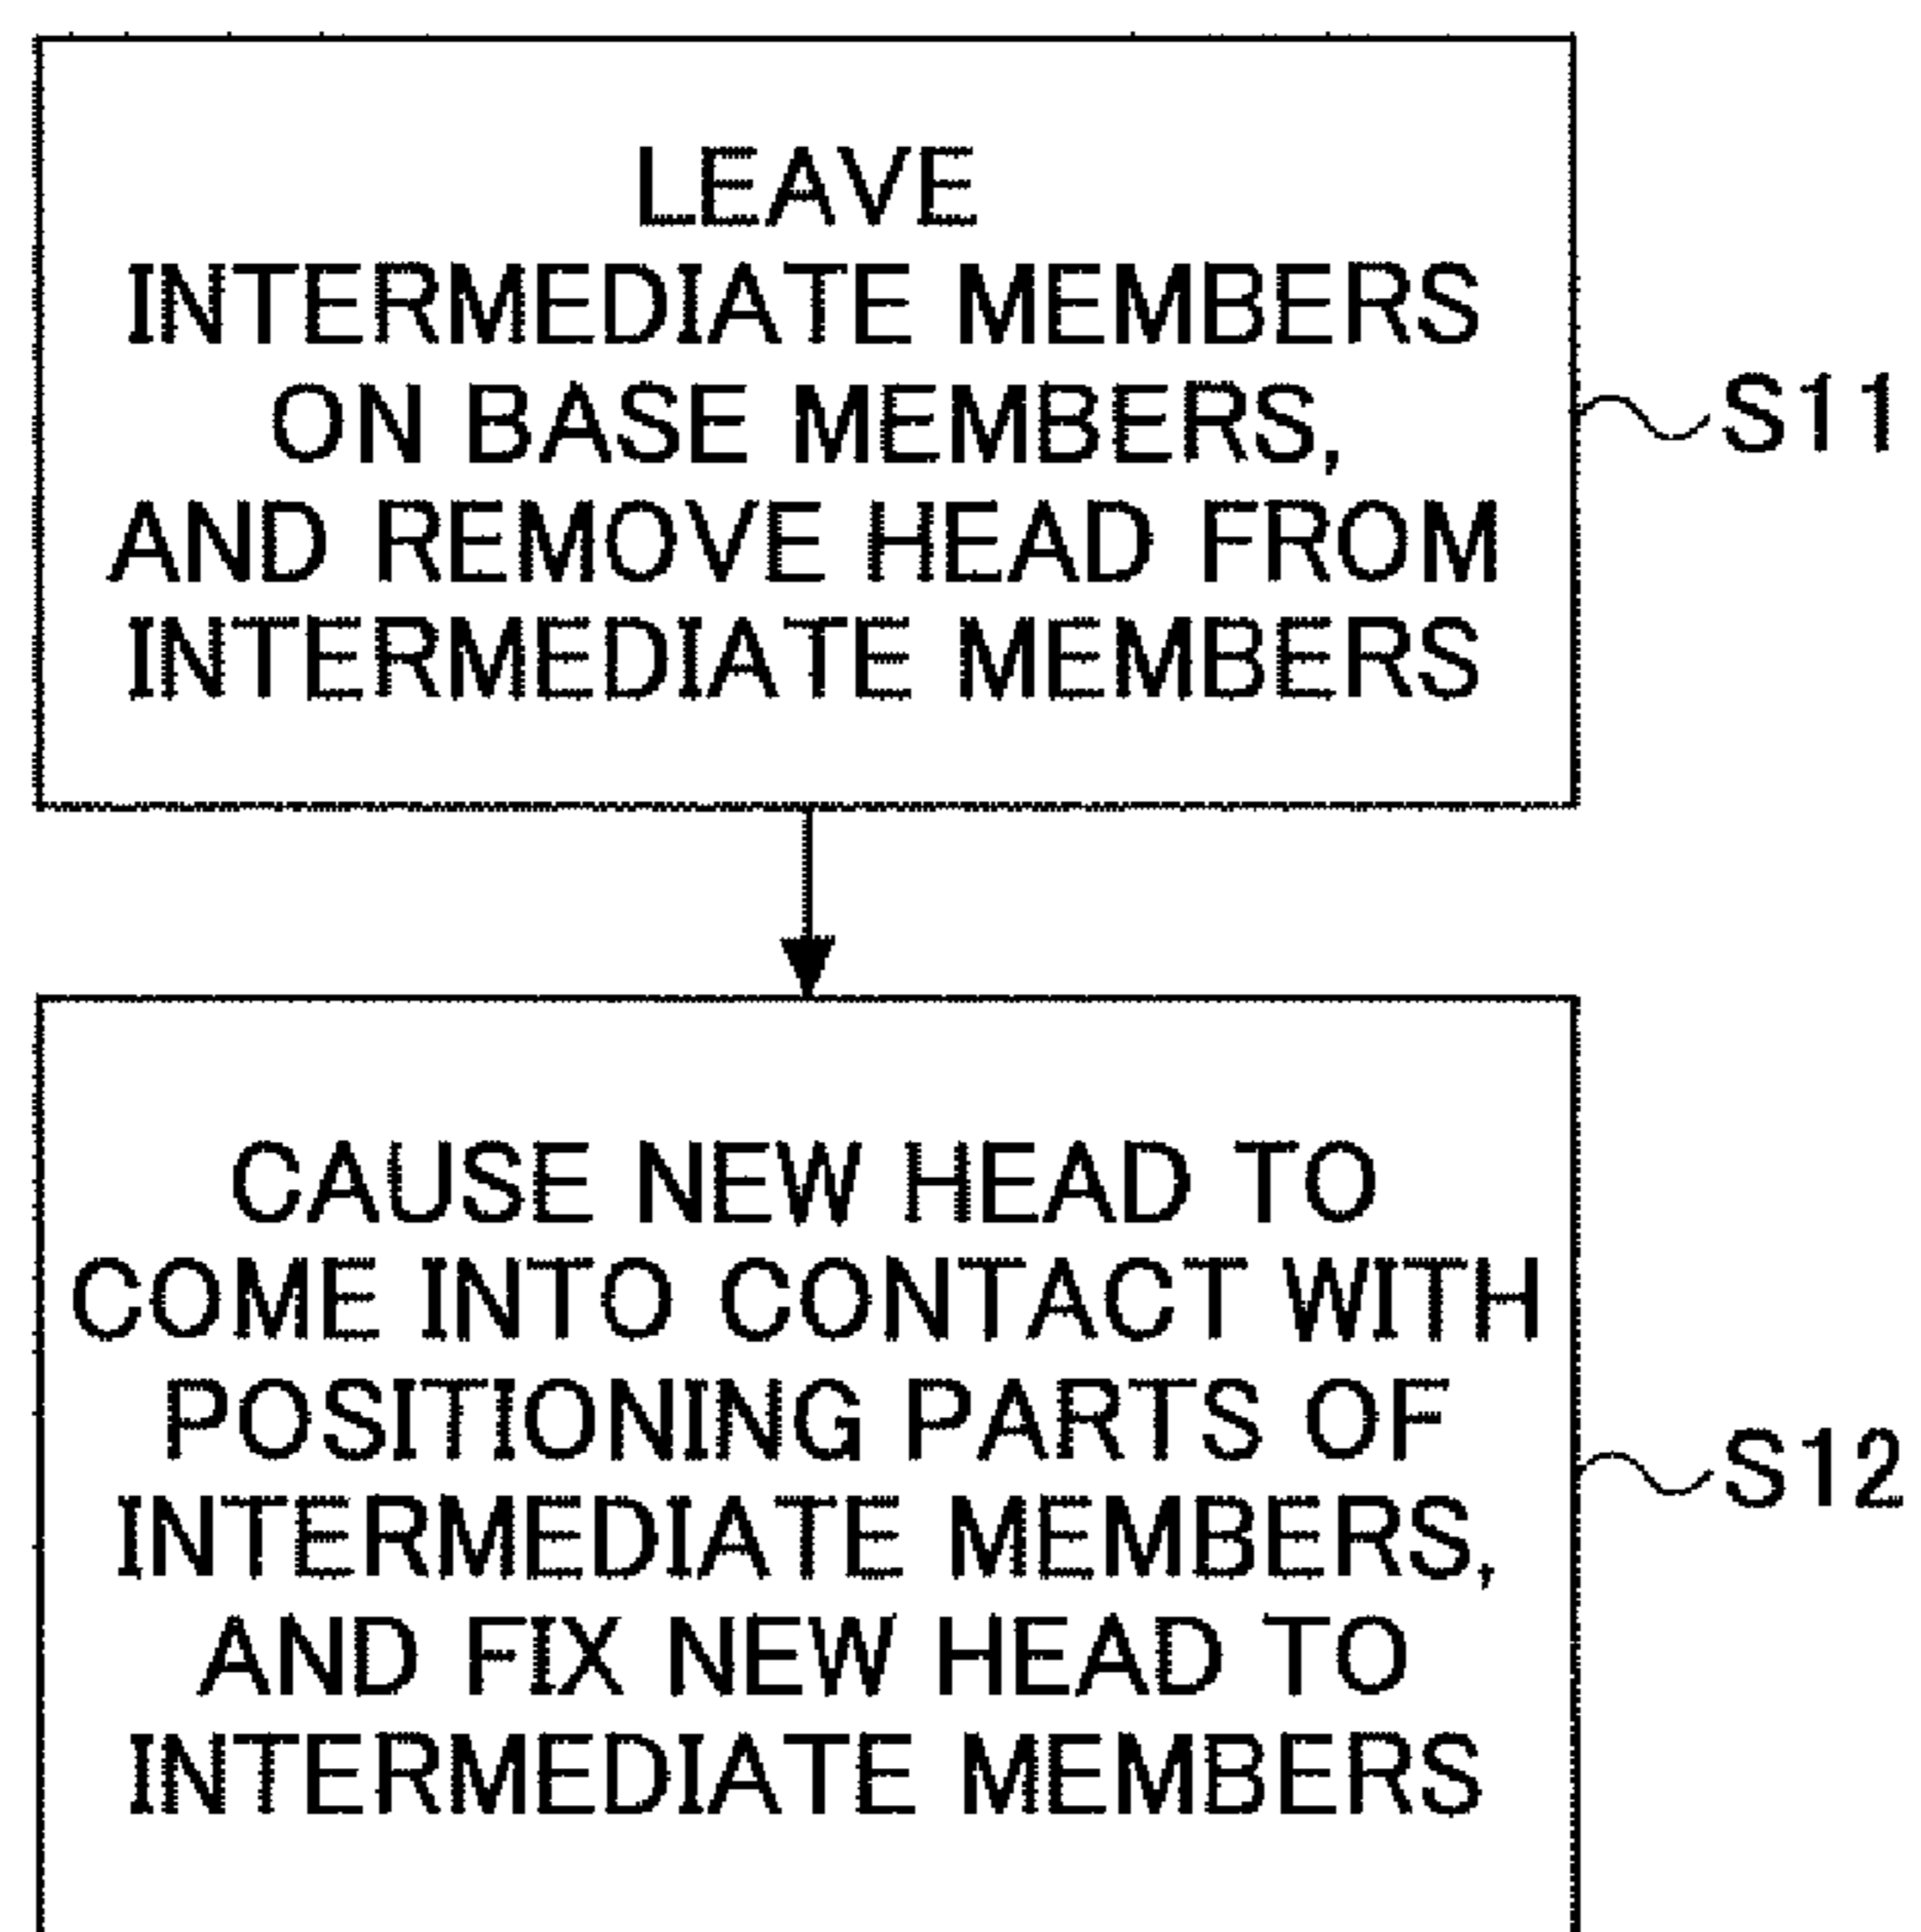 LEAVE
INTERMEDIATE MEMBERS
ON BASE MEMBERS,
AND REMOVE HEAD FROM
INTERMEDIATE MEMBERS
S11
CAUSE NEW HEAD TO
COME INTO CONTACT WITH
POSITIONING PARTS OF
INTERMEDIATE MEMBERS,
AND FIX NEW HEAD TO
INTERMEDIATE MEMBERS
S12